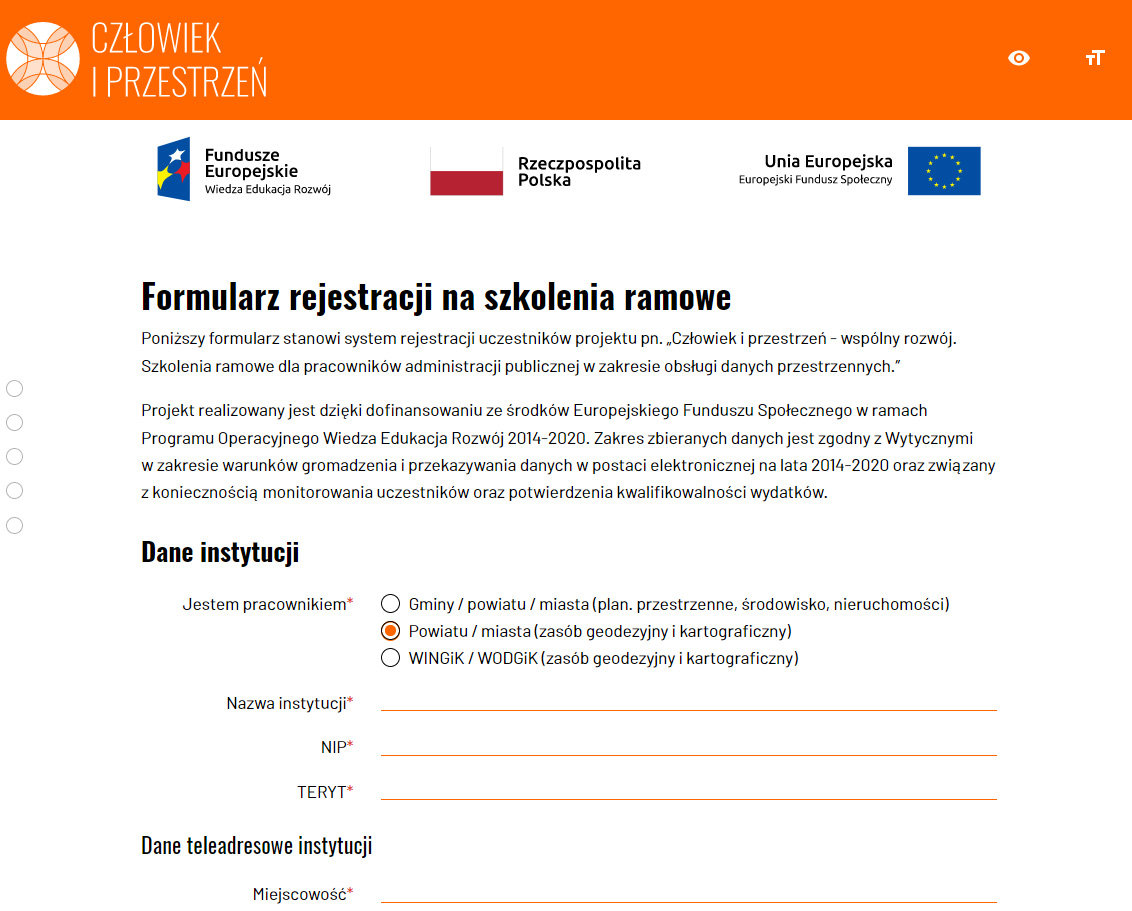 CZŁOWIEK
I PRZESTRZEŃ
Fundusze
Europejskie
Wiedza Edukacja Rozwój
Rzeczpospolita
Polska
Unia Europejska
Europejski Fundusz Społeczny
Formularz rejestracji na szkolenia ramowe
Poniższy formularz stanowi system rejestracji uczestników projektu pn. „Człowiek i przestrzeń - wspólny rozwój.
Szkolenia ramowe dla pracowników administracji publicznej w zakresie obsługi danych przestrzennych.”
Projekt realizowany jest dzięki dofinansowaniu ze środków Europejskiego Funduszu Społecznego w ramach
Programu Operacyjnego Wiedza Edukacja Rozwój 2014-2020. Zakres zbieranych danych jest zgodny z Wytycznymi
w zakresie warunków gromadzenia i przekazywania danych w postaci elektronicznej na lata 2014-2020 oraz związany
z koniecznością monitorowania uczestników oraz potwierdzenia kwalifikowalności wydatków.
Dane instytucji
Jestem pracownikiem*
Gminy / powiatu / miasta (plan. przestrzenne, środowisko, nieruchomości)
Powiatu / miasta (zasób geodezyjny i kartograficzny)
WINGiK / WODGiK (zasób geodezyjny i kartograficzny)
Nazwa instytucji*
NIP*
TERYT*
Dane teleadresowe instytucji
Miejscowość*